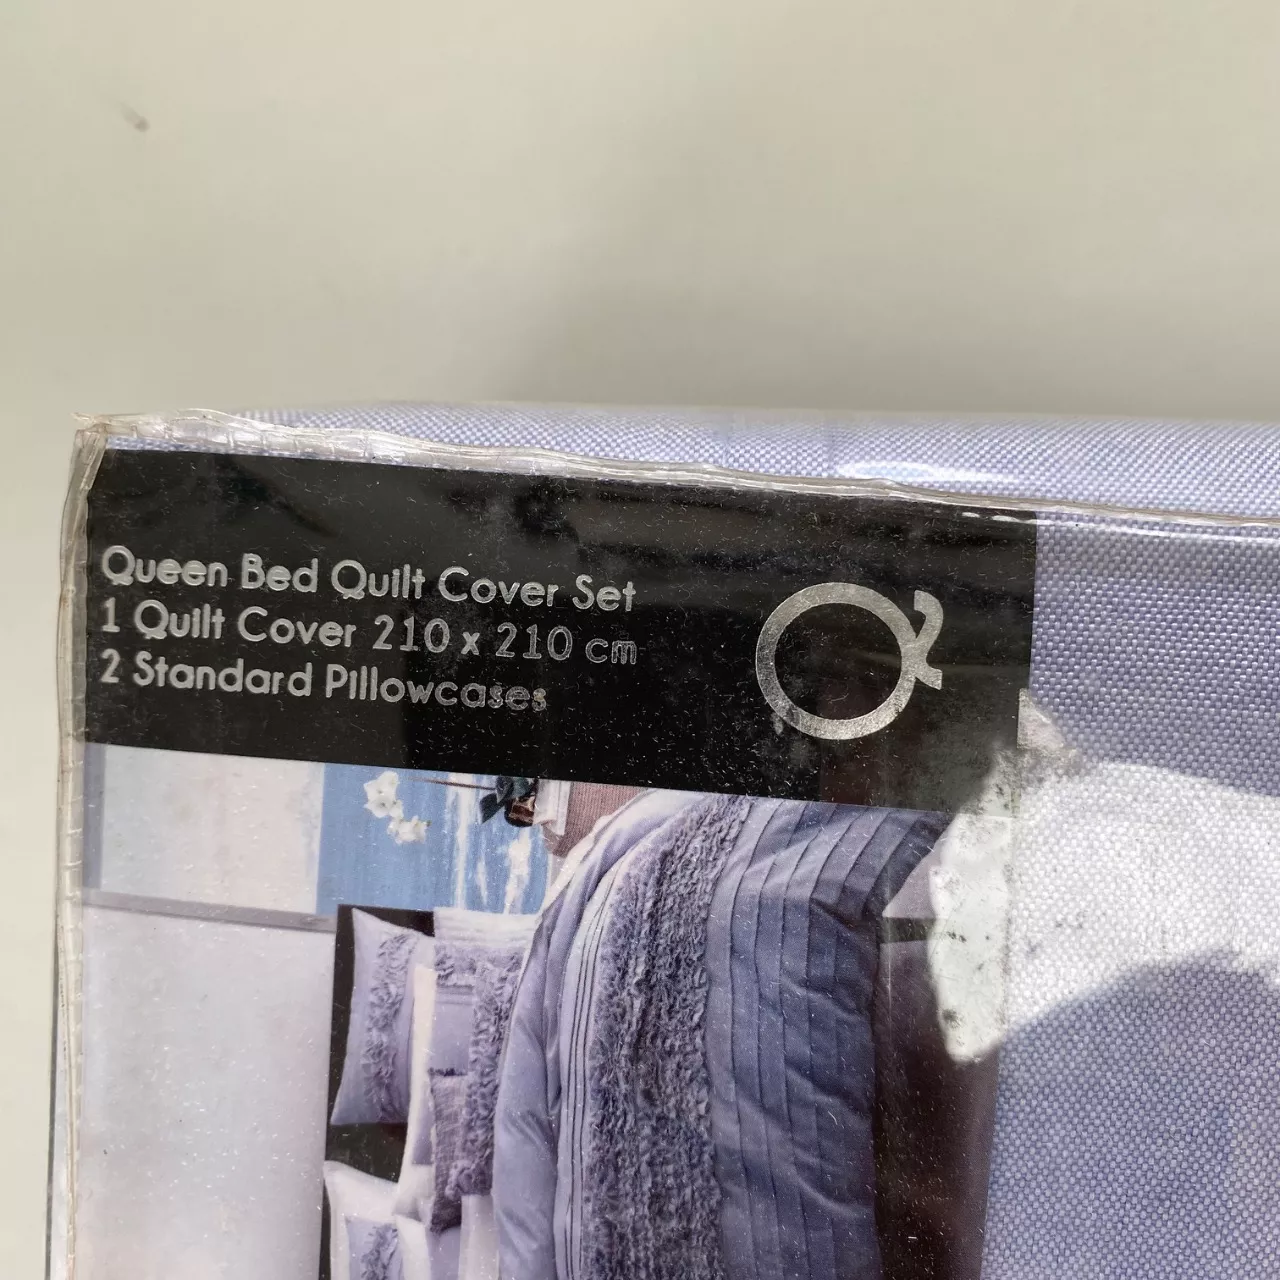 Queen Bed Quilt Cover Set
1 Quilt Cover 210 x 210 cm
2 Standard Pillowcases
Q